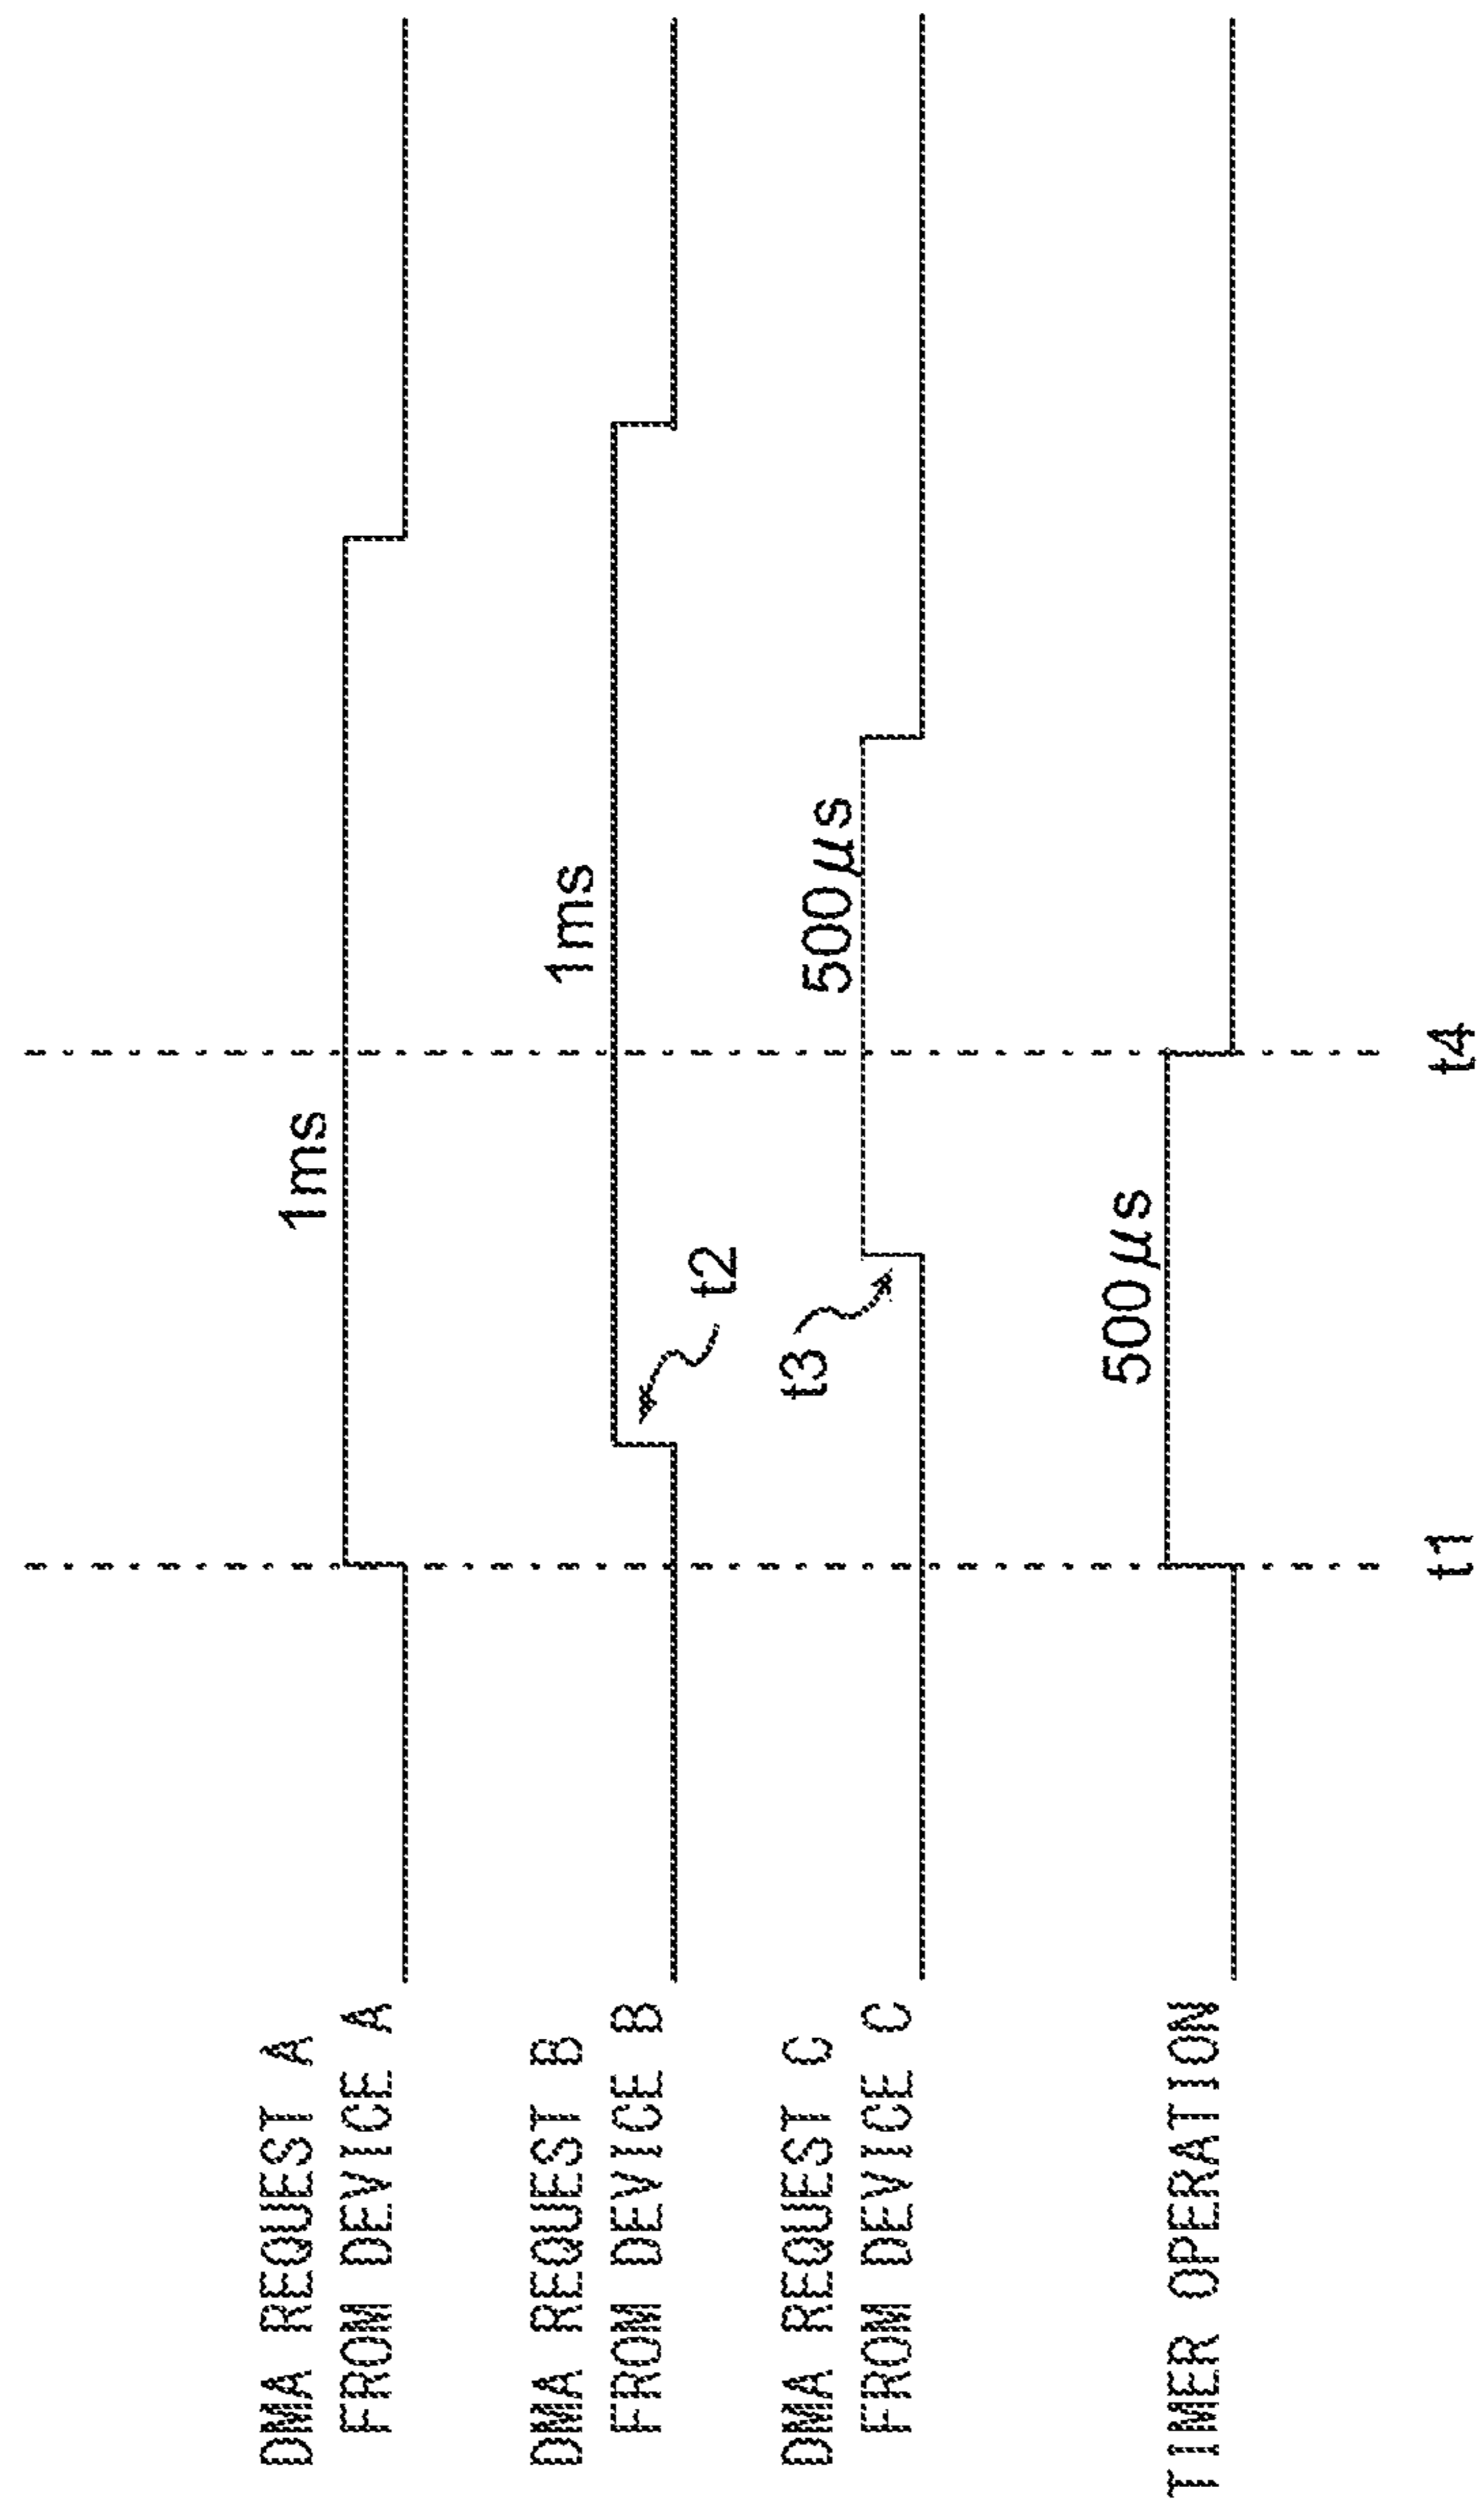 DMA REQUEST A
FROM DEVICE A
1ms
DMA REQUEST B
FROM DEVICE B
1ms
t2
DMA REQUEST C
FROM DEVICE C
t3
500μs
TIMER OPERATION
500μs
t1
t4